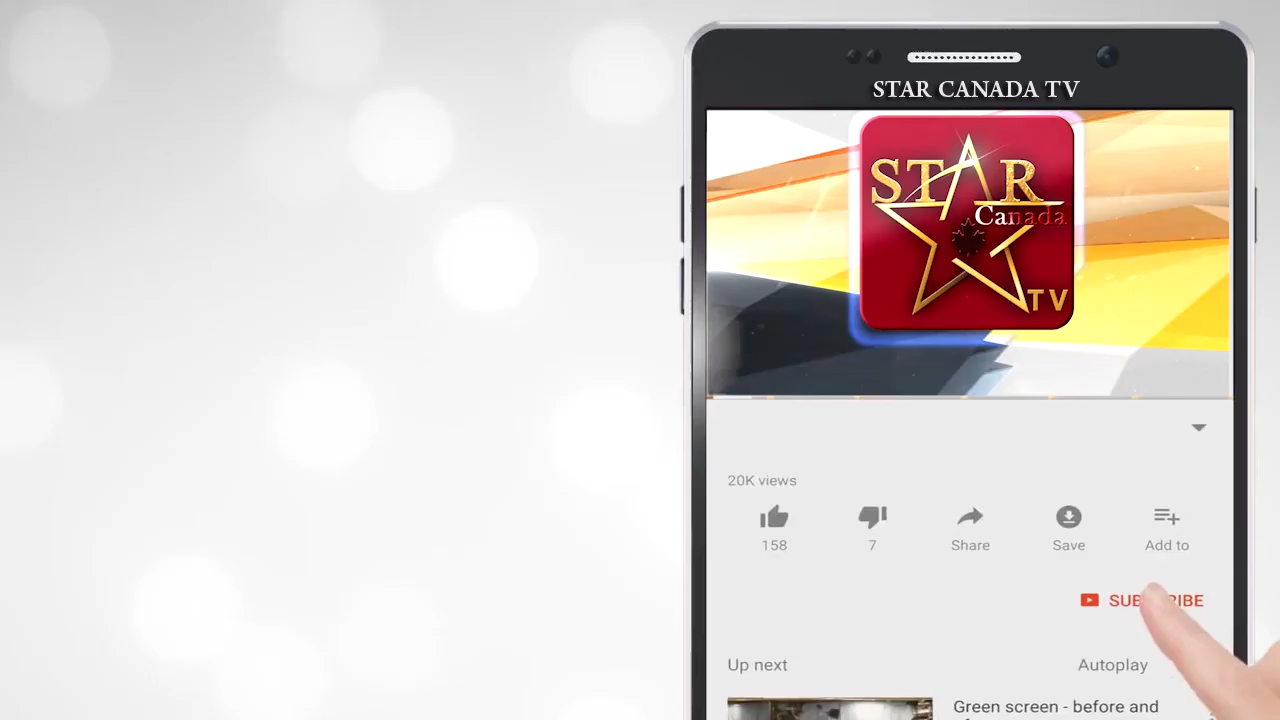 STAR CANADA TV
STAR
Canada
TV
20K views
158
7
Share
Save
Add to
SUBSCRIBE
Up next
Autoplay
Green screen - before and